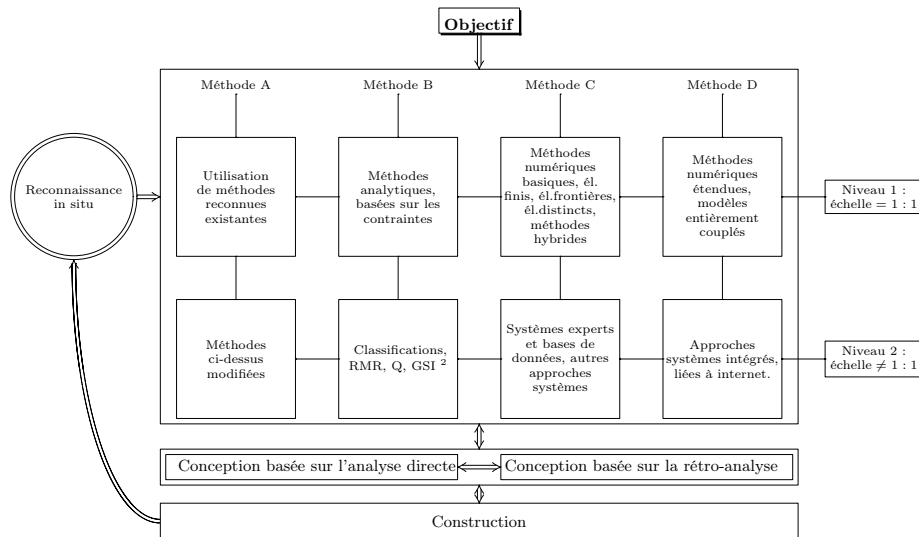 Objectif
Méthode A
Méthode B
Méthode C
Méthode D
Reconnaissance
in situ
Utilisation
de méthodes
reconnues
existantes
Méthodes
analytiques,
basées sur les
contraintes
Méthodes
numériques
basiques, él.
finis, él.frontières,
él.distincts,
méthodes
hybrides
Méthodes
numériques
étendues,
modèles
entièrement
couplés
Niveau 1 :
échelle = 1 : 1
Méthodes
ci-dessus
modifiées
Classifications,
RMR, Q, GSI ²
Systèmes experts
et bases de
données, autres
approches
systèmes
Approches
systèmes intégrés,
liées à internet.
Niveau 2 :
échelle ≠ 1 : 1
Conception basée sur l'analyse directe
Conception basée sur la rétro-analyse
Construction